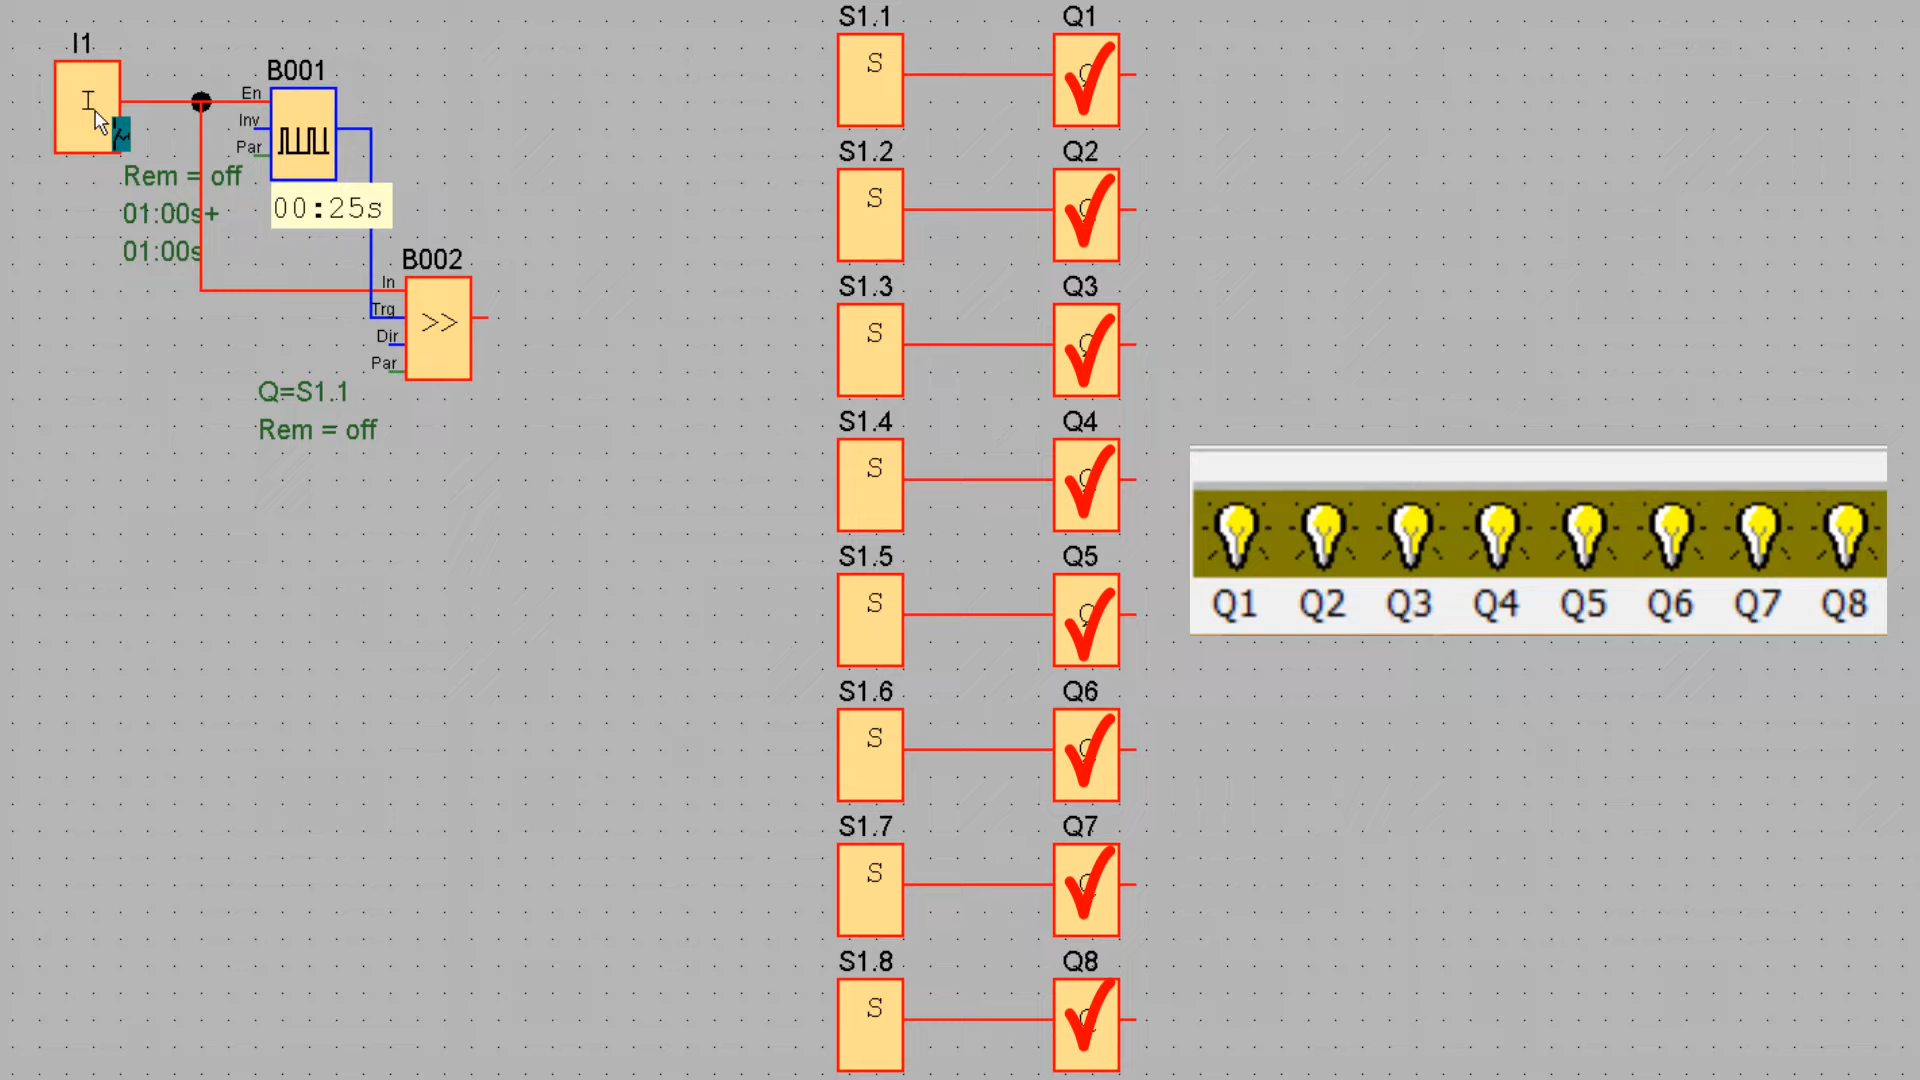 I1
I
Rem = off
01:00s+
01:00s
B001
En
Inv
Par
00:25s
B002
In
Trg
Dir
Par
>>
Q=S1.1
Rem = off
S1.1
S
Q1
S1.2
S
Q2
S1.3
S
Q3
S1.4
S
Q4
S1.5
S
Q5
S1.6
S
Q6
S1.7
S
Q7
S1.8
S
Q8
Q1 Q2 Q3 Q4 Q5 Q6 Q7 Q8